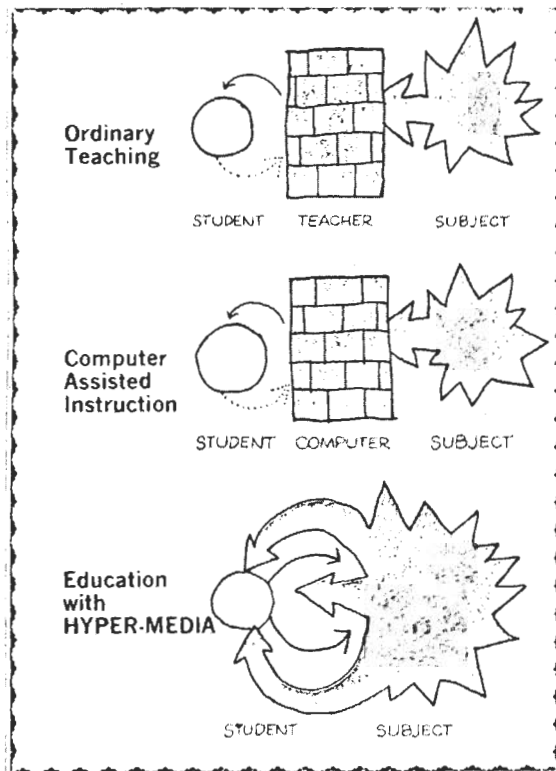 Ordinary
Teaching
STUDENT TEACHER SUBJECT
Computer
Assisted
Instruction
STUDENT COMPUTER SUBJECT
Education
with
HYPER-MEDIA
STUDENT SUBJECT